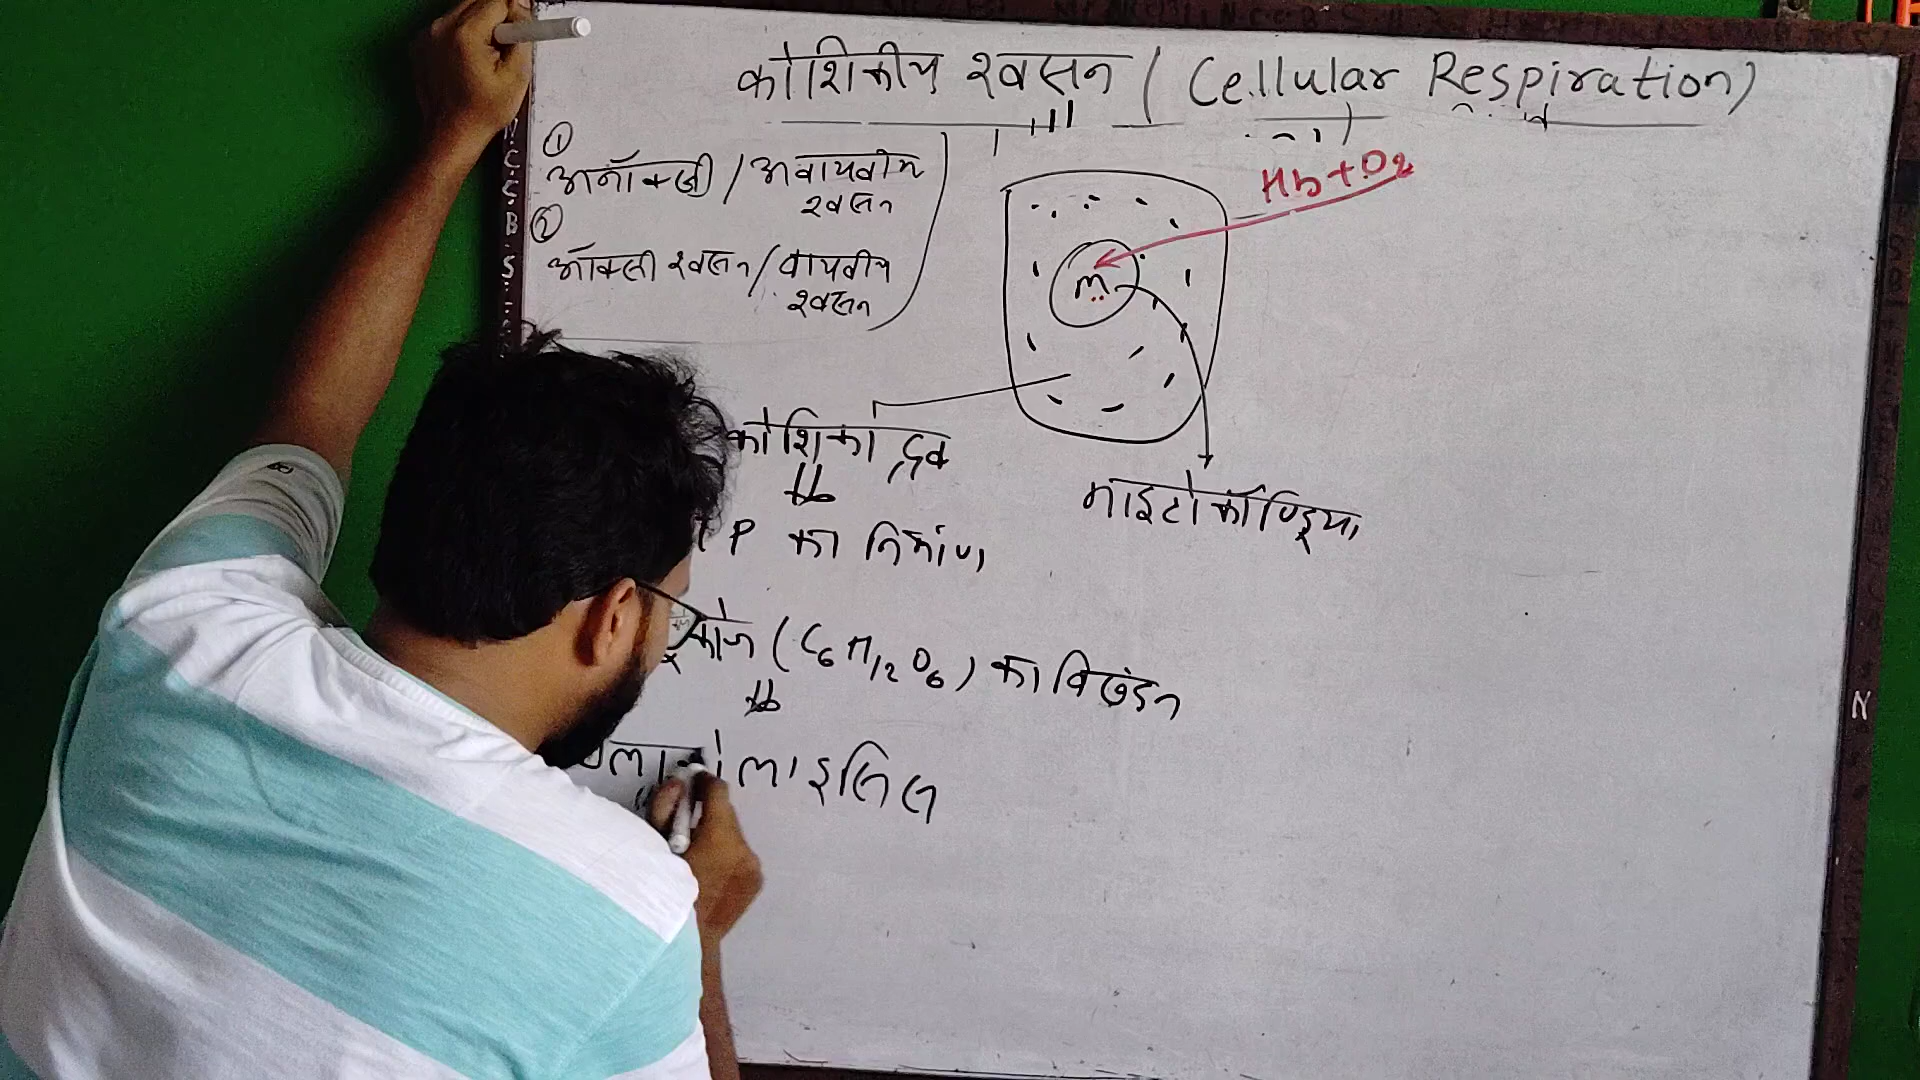 कोशिकीय श्वसन ( Cellular Respiration )
①
अनॉक्सी / अवायवीय
श्वसन
②
ऑक्सी श्वसन / वायवीय
श्वसन
Hb+O2
m
कोशिका द्रव
माइटोकॉण्ड्रिया
P का निर्माण
कोज (C6H12O6) का विखंडन
ग्लाइकोलाइसिस
N